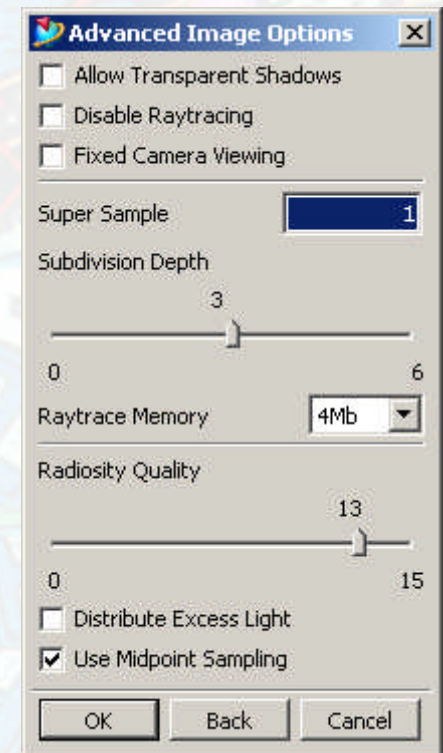 Advanced Image Options
Allow Transparent Shadows
Disable Raytracing
Fixed Camera Viewing
Super Sample 1
Subdivision Depth
3
0 6
Raytrace Memory 4Mb
Radiosity Quality
13
0 15
Distribute Excess Light
Use Midpoint Sampling
OK Back Cancel